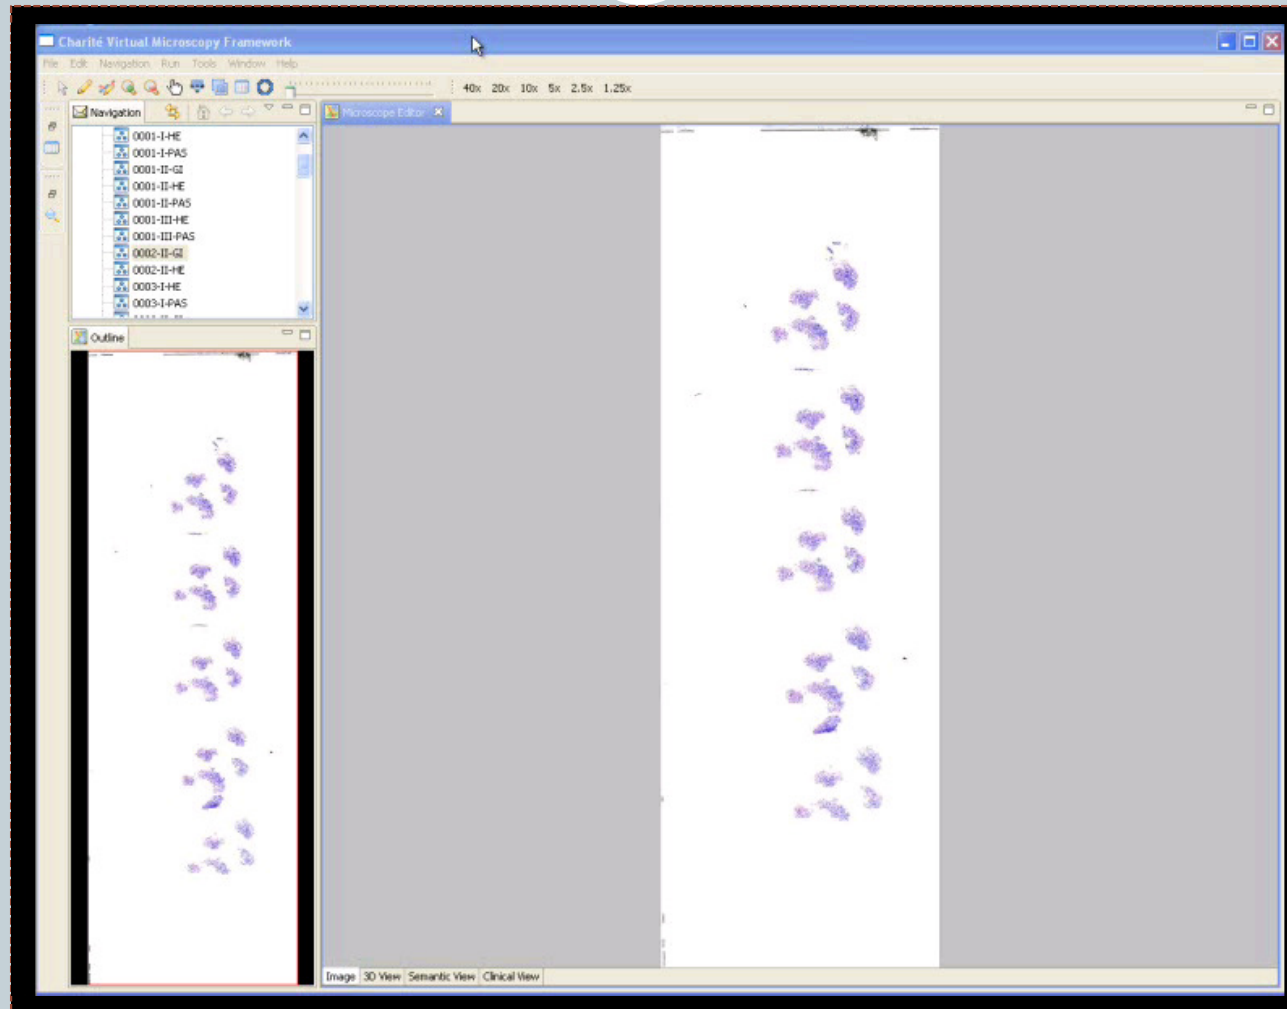 Charité Virtual Microscopy Framework
File Edit Navigation Run Tools Window Help
40x 20x 10x 5x 2.5x 1.25x
Navigation
Microscope Editor
0001-I-HE
0001-I-PAS
0001-II-GI
0001-II-HE
0001-II-PAS
0001-III-HE
0001-III-PAS
0002-II-GI
0002-II-HE
0003-I-HE
0003-I-PAS
Outline
Image 3D View Semantic View Clinical View